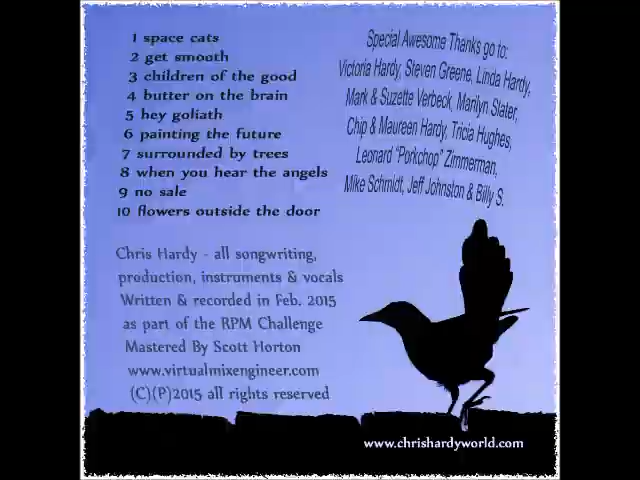 1 space cats
2 get smooth
3 children of the good
4 butter on the brain
5 hey goliath
6 painting the future
7 surrounded by trees
8 when you hear the angels
9 no sale
10 flowers outside the door
Special Awesome Thanks go to:
Victoria Hardy, Steven Greene, Linda Hardy,
Mark & Suzette Verbeck, Marilyn Slater,
Chip & Maureen Hardy, Tricia Hughes,
Leonard "Porkchop" Zimmerman,
Mike Schmidt, Jeff Johnston & Billy S.
Chris Hardy - all songwriting,
production, instruments & vocals
Written & recorded in Feb. 2015
as part of the RPM Challenge
Mastered By Scott Horton
www.virtualmixengineer.com
(C)(P)2015 all rights reserved
www.chrishardyworld.com